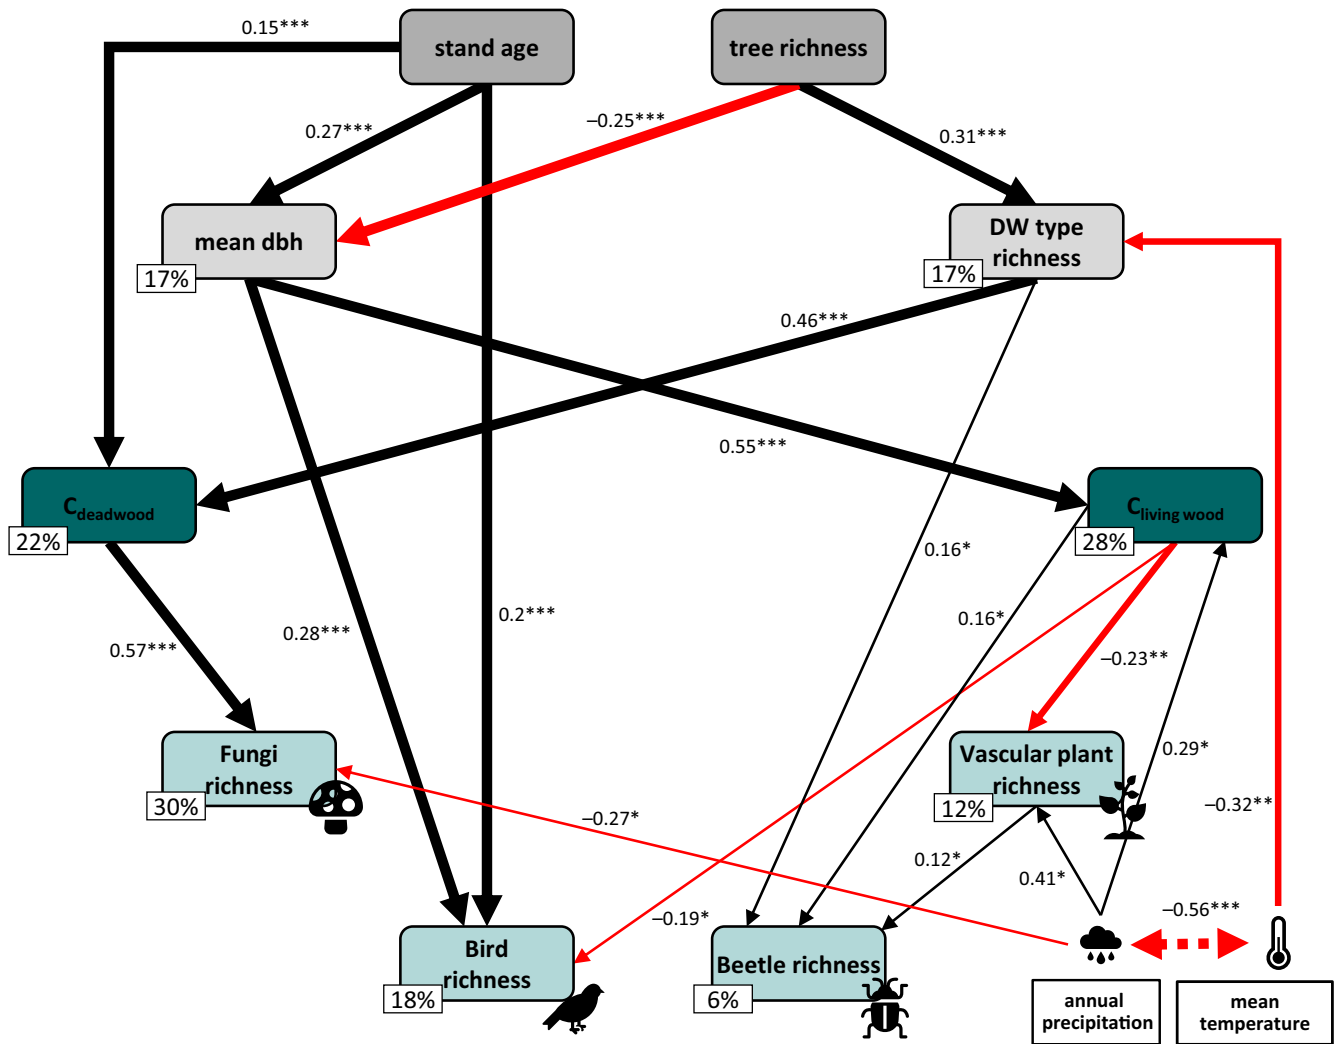 0.15***
stand age
tree richness
0.27***
–0.25***
0.31***
mean dbh
17%
DW type
richness
17%
0.46***
0.55***
C deadwood
22%
C living wood
28%
0.16*
0.16*
0.57***
0.28***
0.2***
–0.23**
0.29*
Fungi
richness
30%
Vascular plant
richness
12%
–0.32**
–0.27*
0.12*
0.41*
–0.19*
–0.56***
Bird
richness
18%
Beetle richness
6%
annual
precipitation
mean
temperature